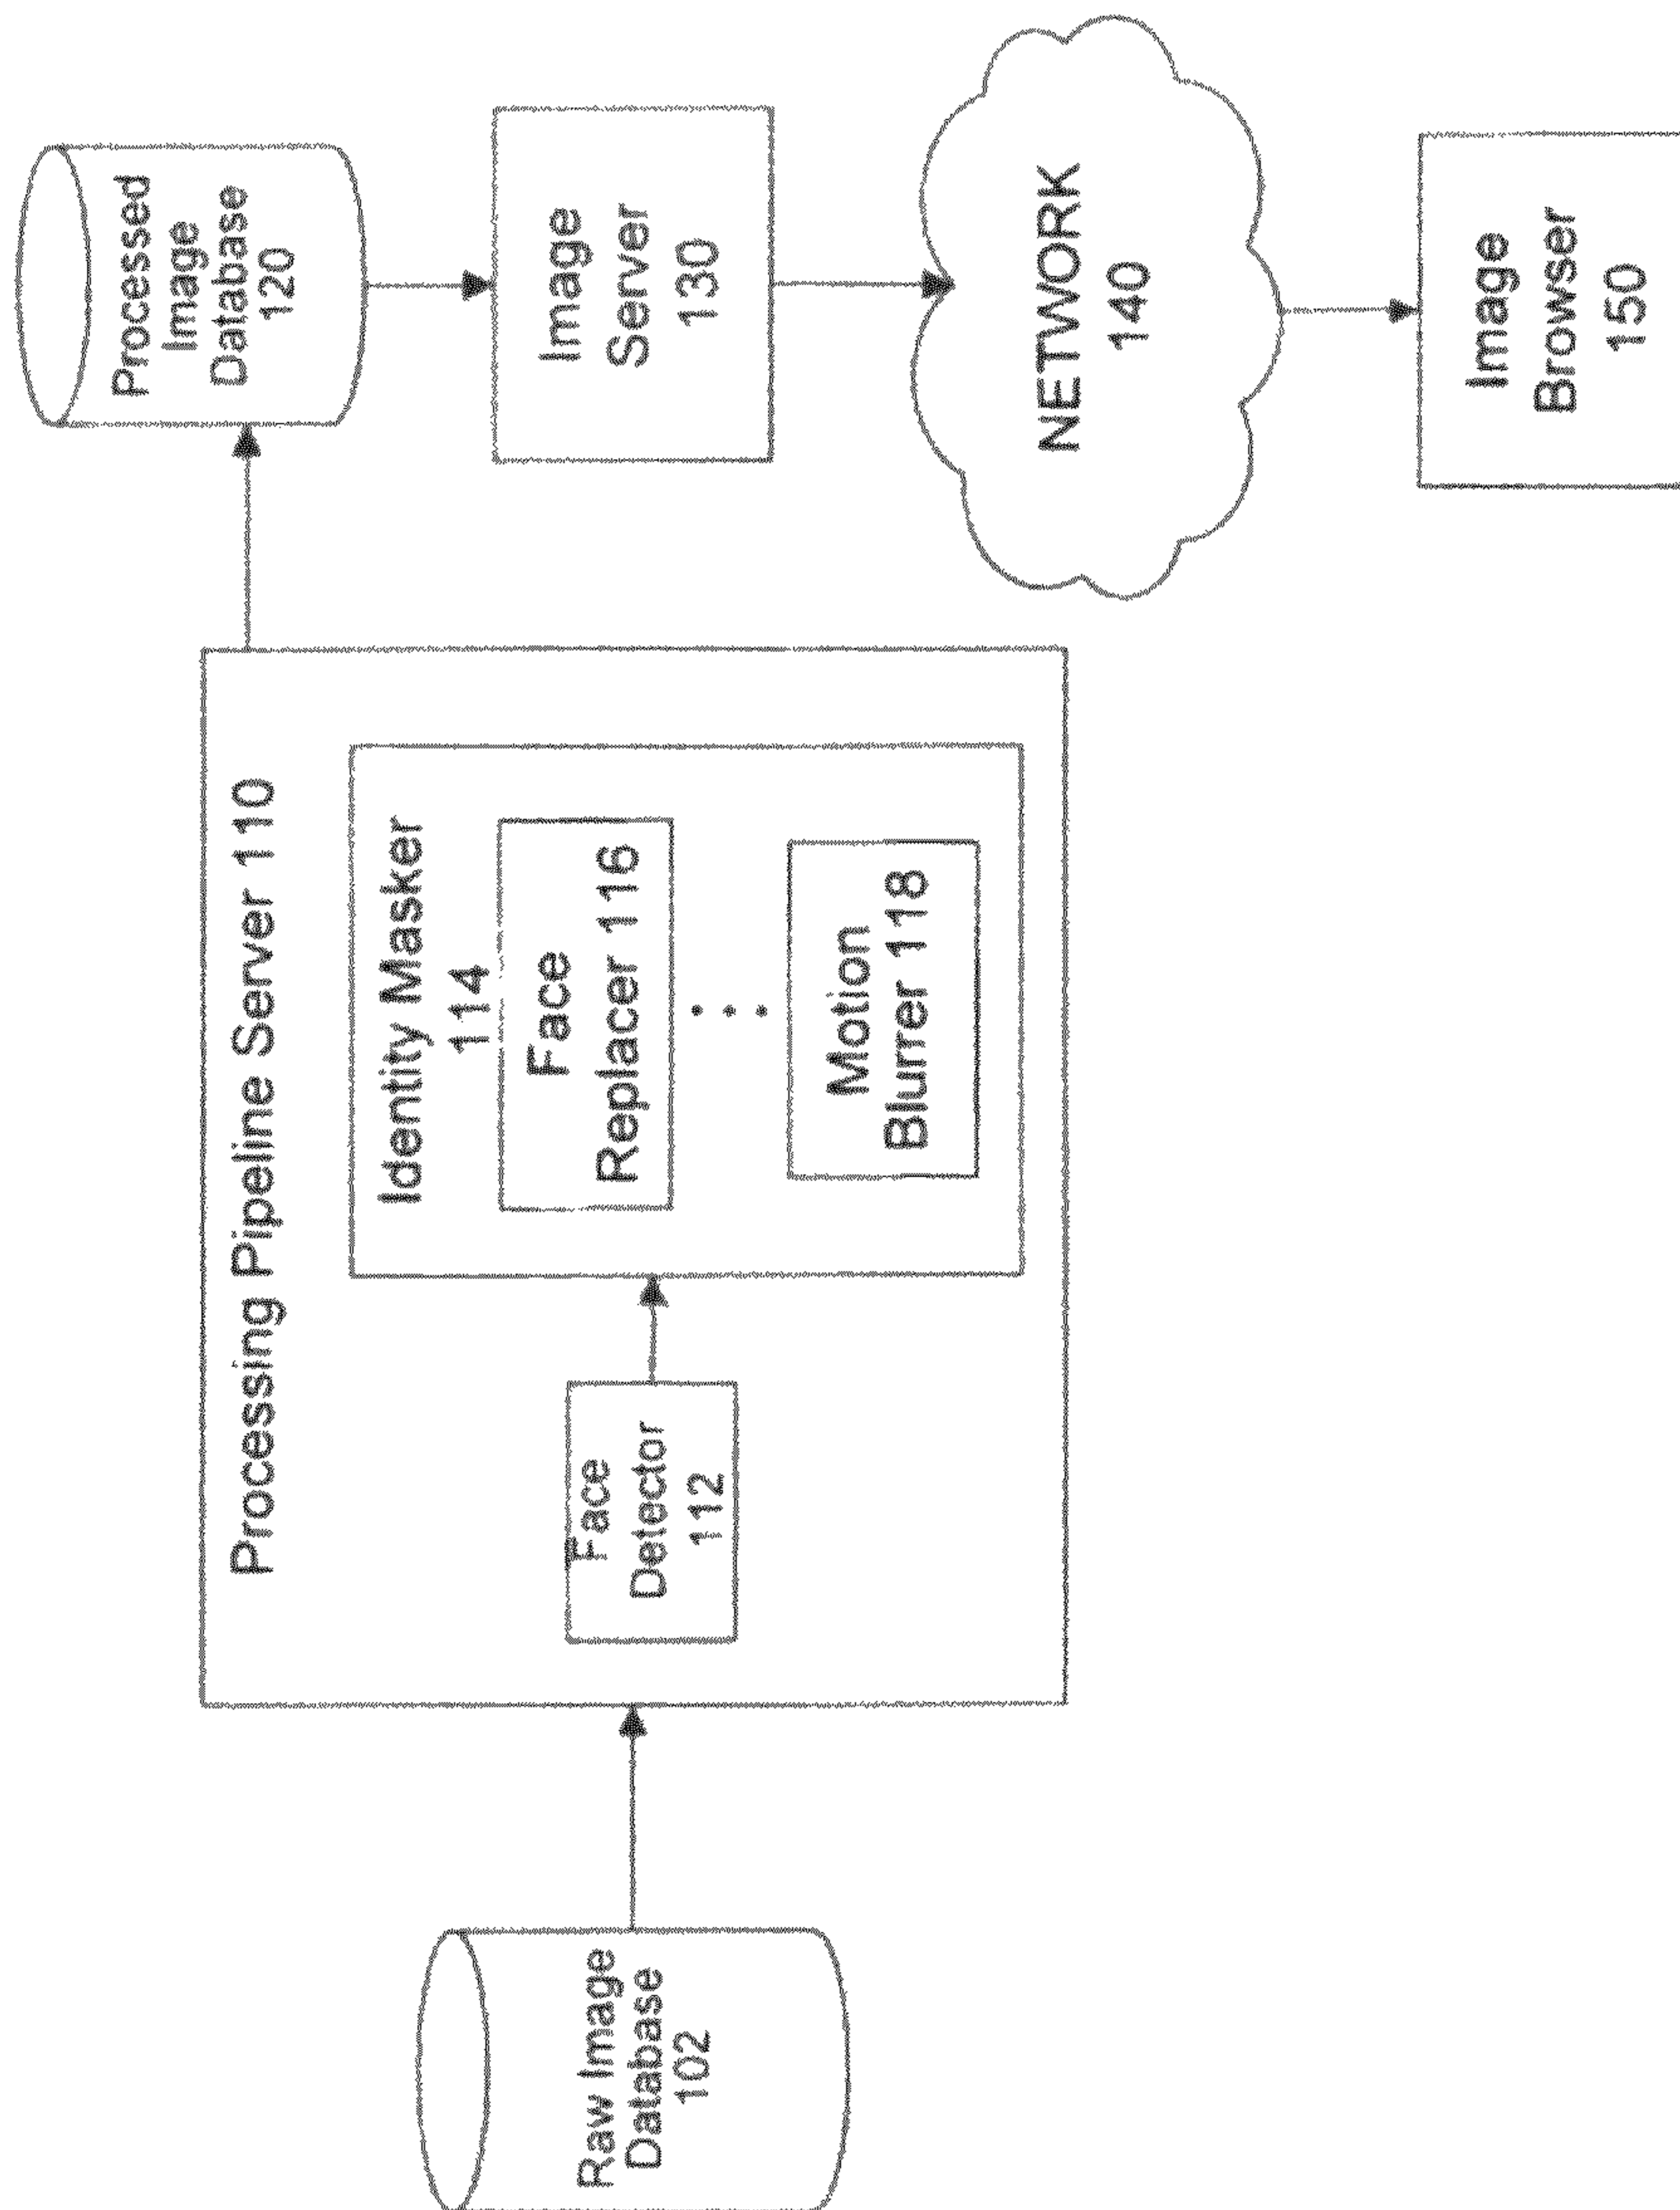 Raw Image
Database
102
Processing Pipeline Server 110
Face
Detector
112
Identity Masker
114
Face
Replacer 116
Motion
Blurrer 118
Processed
Image
Database
120
Image
Server
130
NETWORK
140
Image
Browser
150